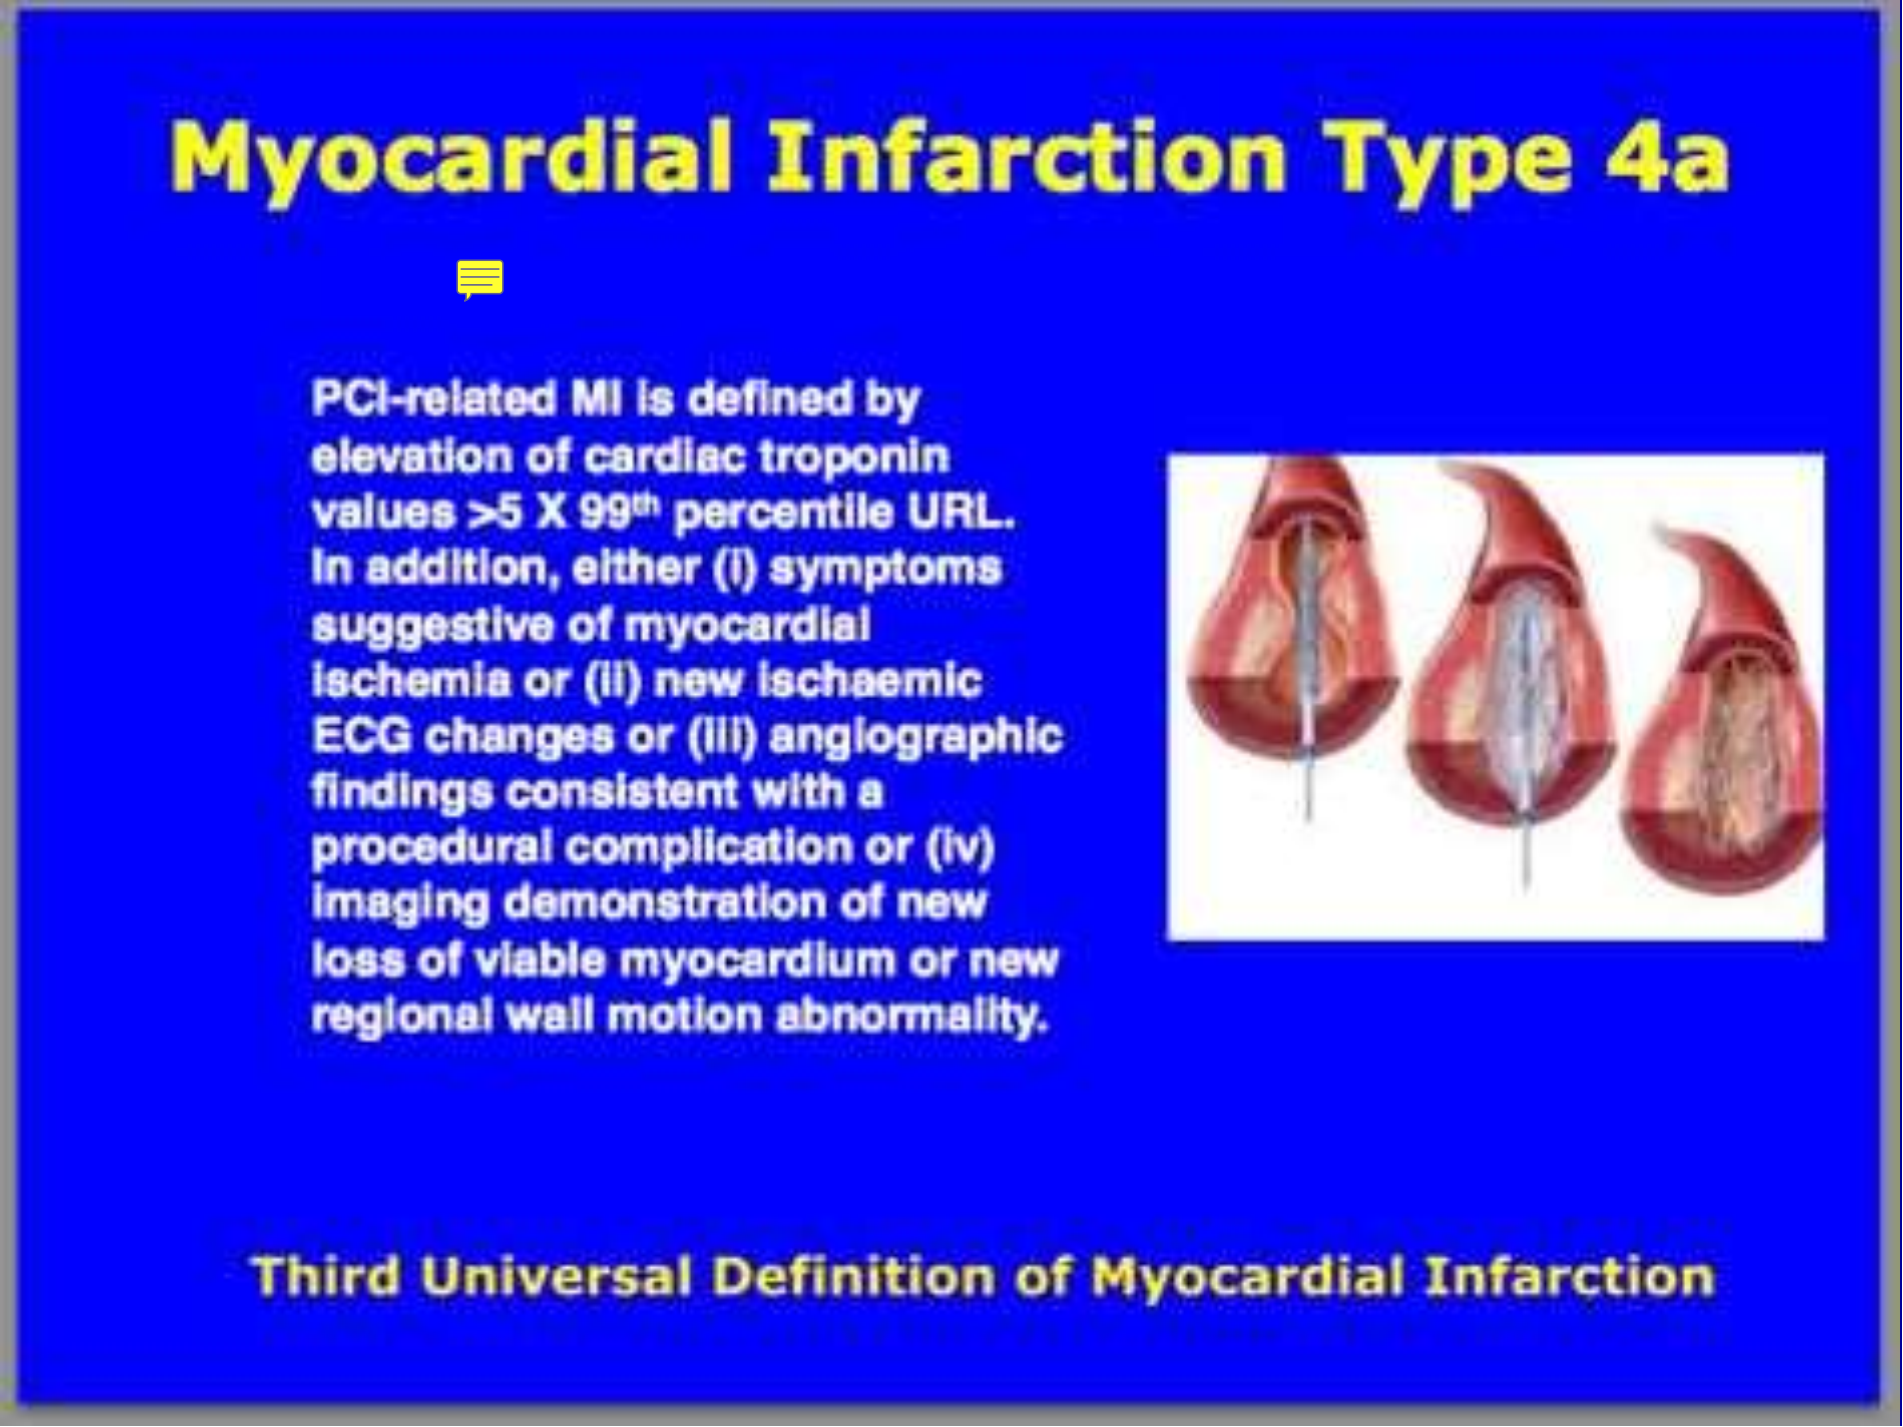 Myocardial Infarction Type 4a
PCI-related MI is defined by
elevation of cardiac troponin
values >5 X 99th percentile URL.
In addition, either (i) symptoms
suggestive of myocardial
ischemia or (ii) new ischaemic
ECG changes or (iii) angiographic
findings consistent with a
procedural complication or (iv)
imaging demonstration of new
loss of viable myocardium or new
regional wall motion abnormality.
Third Universal Definition of Myocardial Infarction